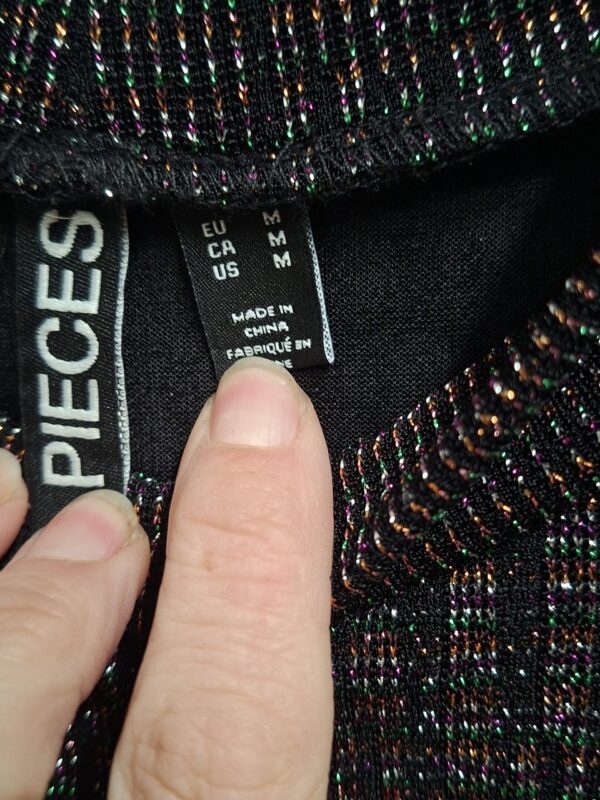 PIECES
EU M
CA M
US M
MADE IN
CHINA
FABRIQUÉ EN